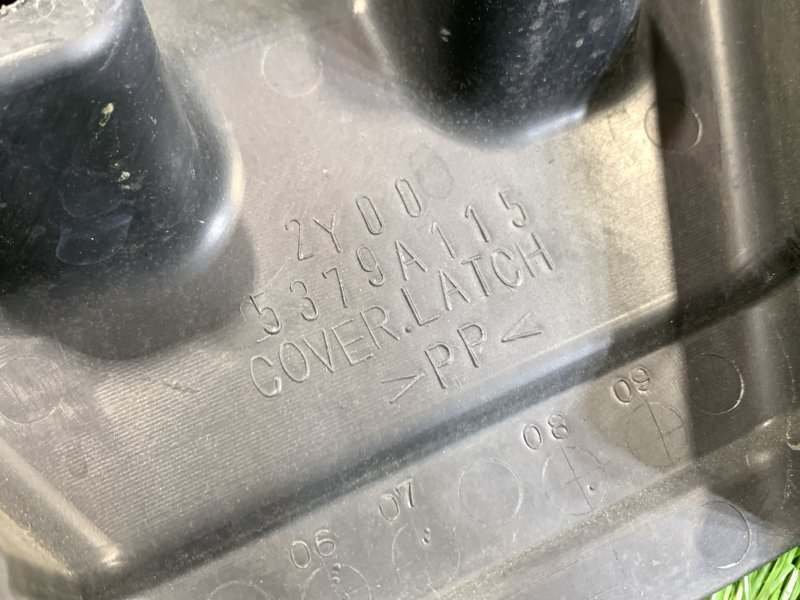 2Y00
5379A115
COVER.LATCH
>PP<
06 07 08 09